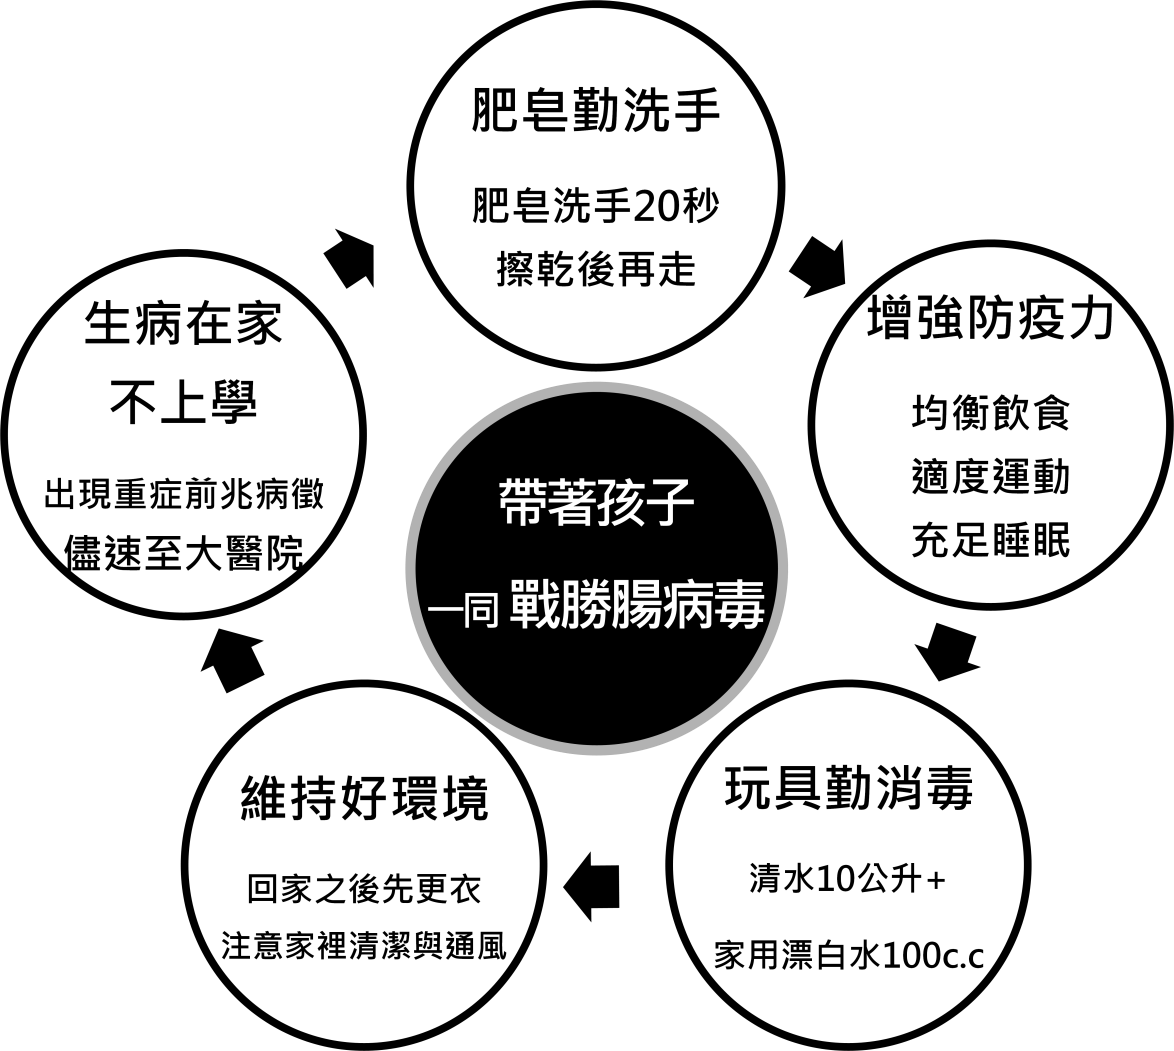 肥皂勤洗手
肥皂洗手20秒
擦乾後再走
增強防疫力
均衡飲食
適度運動
充足睡眠
玩具勤消毒
清水10公升+
家用漂白水100c.c
維持好環境
回家之後先更衣
注意家裡清潔與通風
生病在家
不上學
出現重症前兆病徵
儘速至大醫院
帶著孩子
一同 戰勝腸病毒